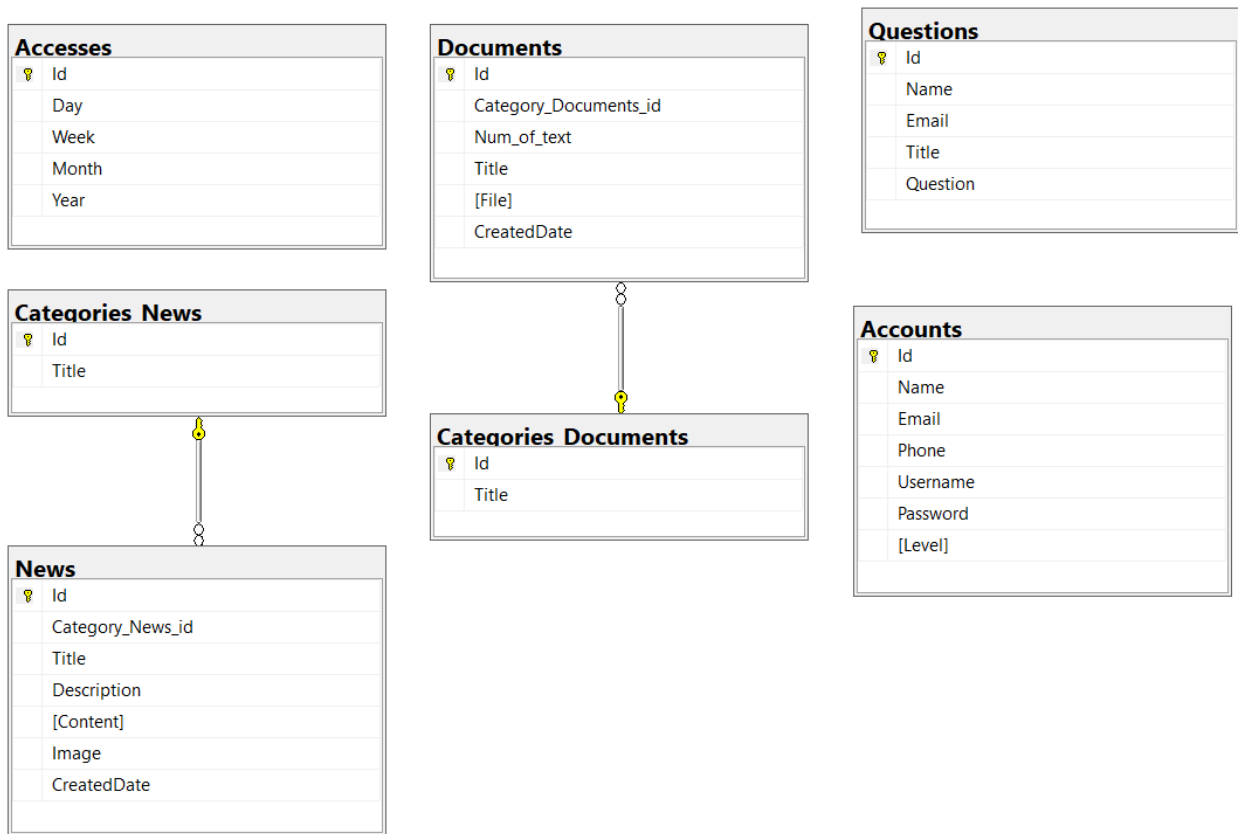 Accesses
Id
Day
Week
Month
Year
Documents
Id
Category_Documents_id
Num_of_text
Title
[File]
CreatedDate
Questions
Id
Name
Email
Title
Question
Categories_News
Id
Title
Categories_Documents
Id
Title
Accounts
Id
Name
Email
Phone
Username
Password
[Level]
News
Id
Category_News_id
Title
Description
[Content]
Image
CreatedDate